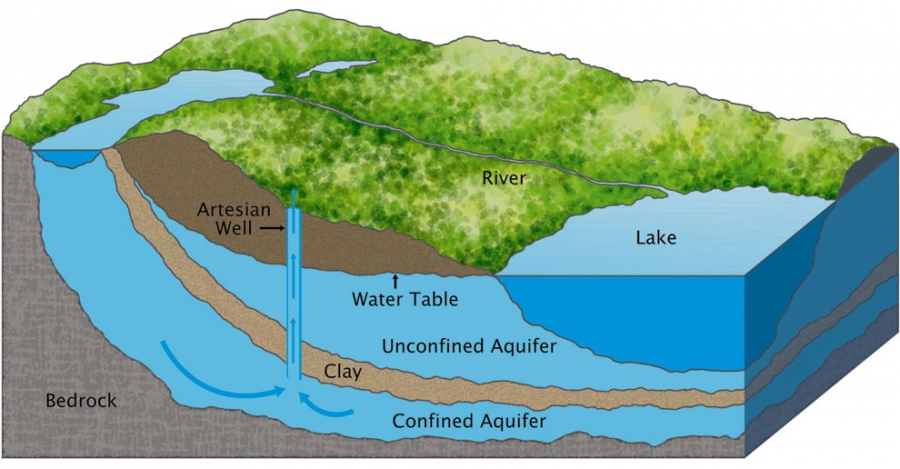 River
Artesian
Well
Lake
Water Table
Unconfined Aquifer
Clay
Bedrock
Confined Aquifer